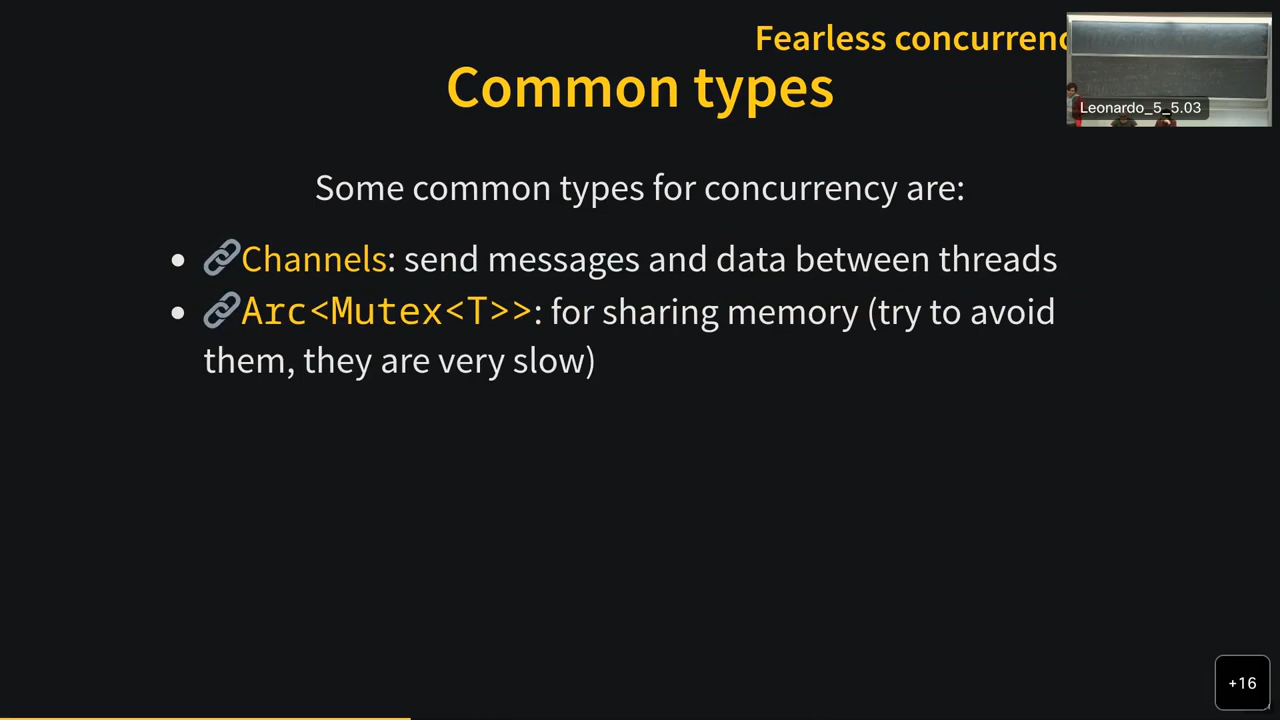 Fearless concurrenc
Common types
Leonardo_5_5.03
Some common types for concurrency are:
• 🔗Channels: send messages and data between threads
• 🔗Arc<Mutex<T>>: for sharing memory (try to avoid
them, they are very slow)
+16